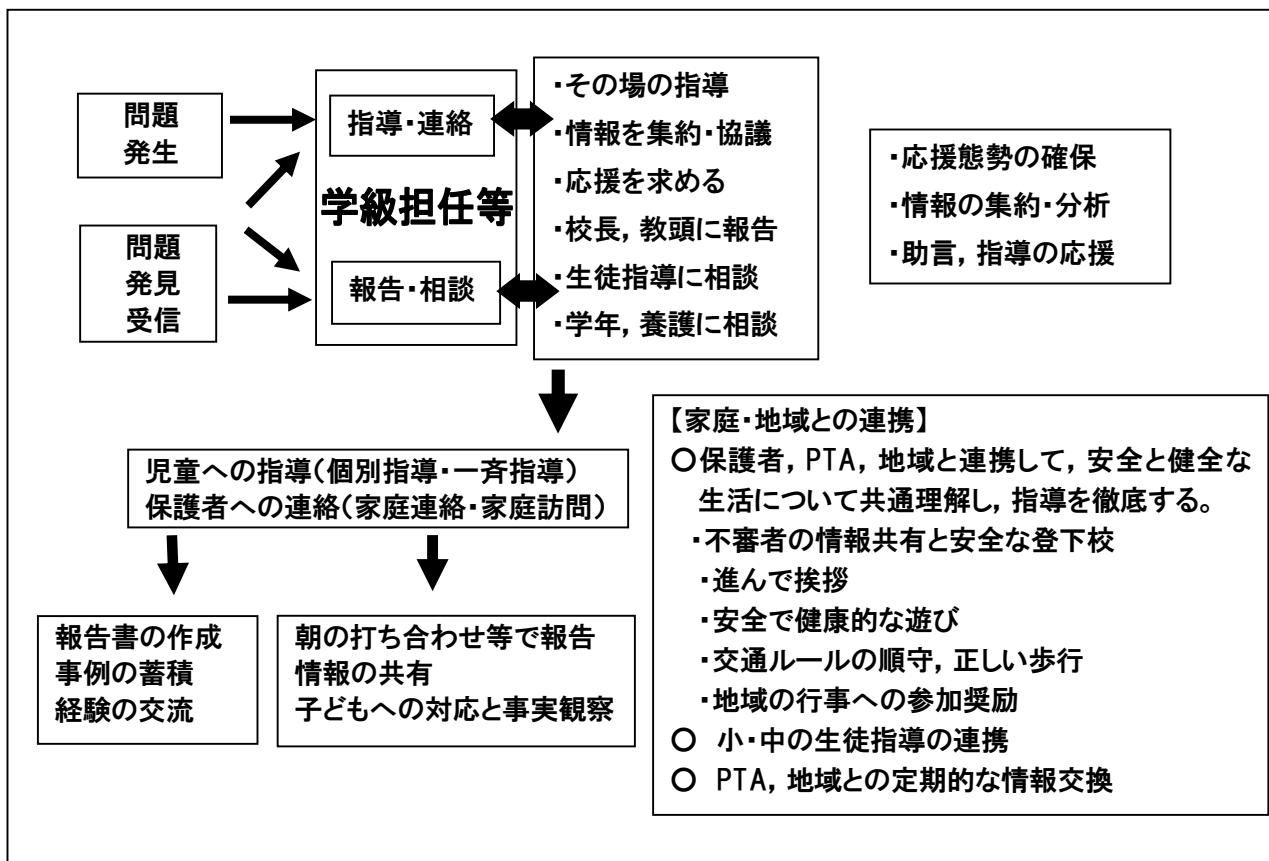 問題
発生
問題
発見
受信
指導・連絡
学級担任等
報告・相談
・その場の指導
・情報を集約・協議
・応援を求める
・校長，教頭に報告
・生徒指導に相談
・学年，養護に相談
・応援態勢の確保
・情報の集約・分析
・助言，指導の応援
児童への指導（個別指導・一斉指導）
保護者への連絡（家庭連絡・家庭訪問）
報告書の作成
事例の蓄積
経験の交流
朝の打ち合わせ等で報告
情報の共有
子どもへの対応と事実観察
【家庭・地域との連携】
○保護者，PTA，地域と連携して，安全と健全な
生活について共通理解し，指導を徹底する。
・不審者の情報共有と安全な登下校
・進んで挨拶
・安全で健康的な遊び
・交通ルールの順守，正しい歩行
・地域の行事への参加奨励
○ 小・中の生徒指導の連携
○ PTA，地域との定期的な情報交換